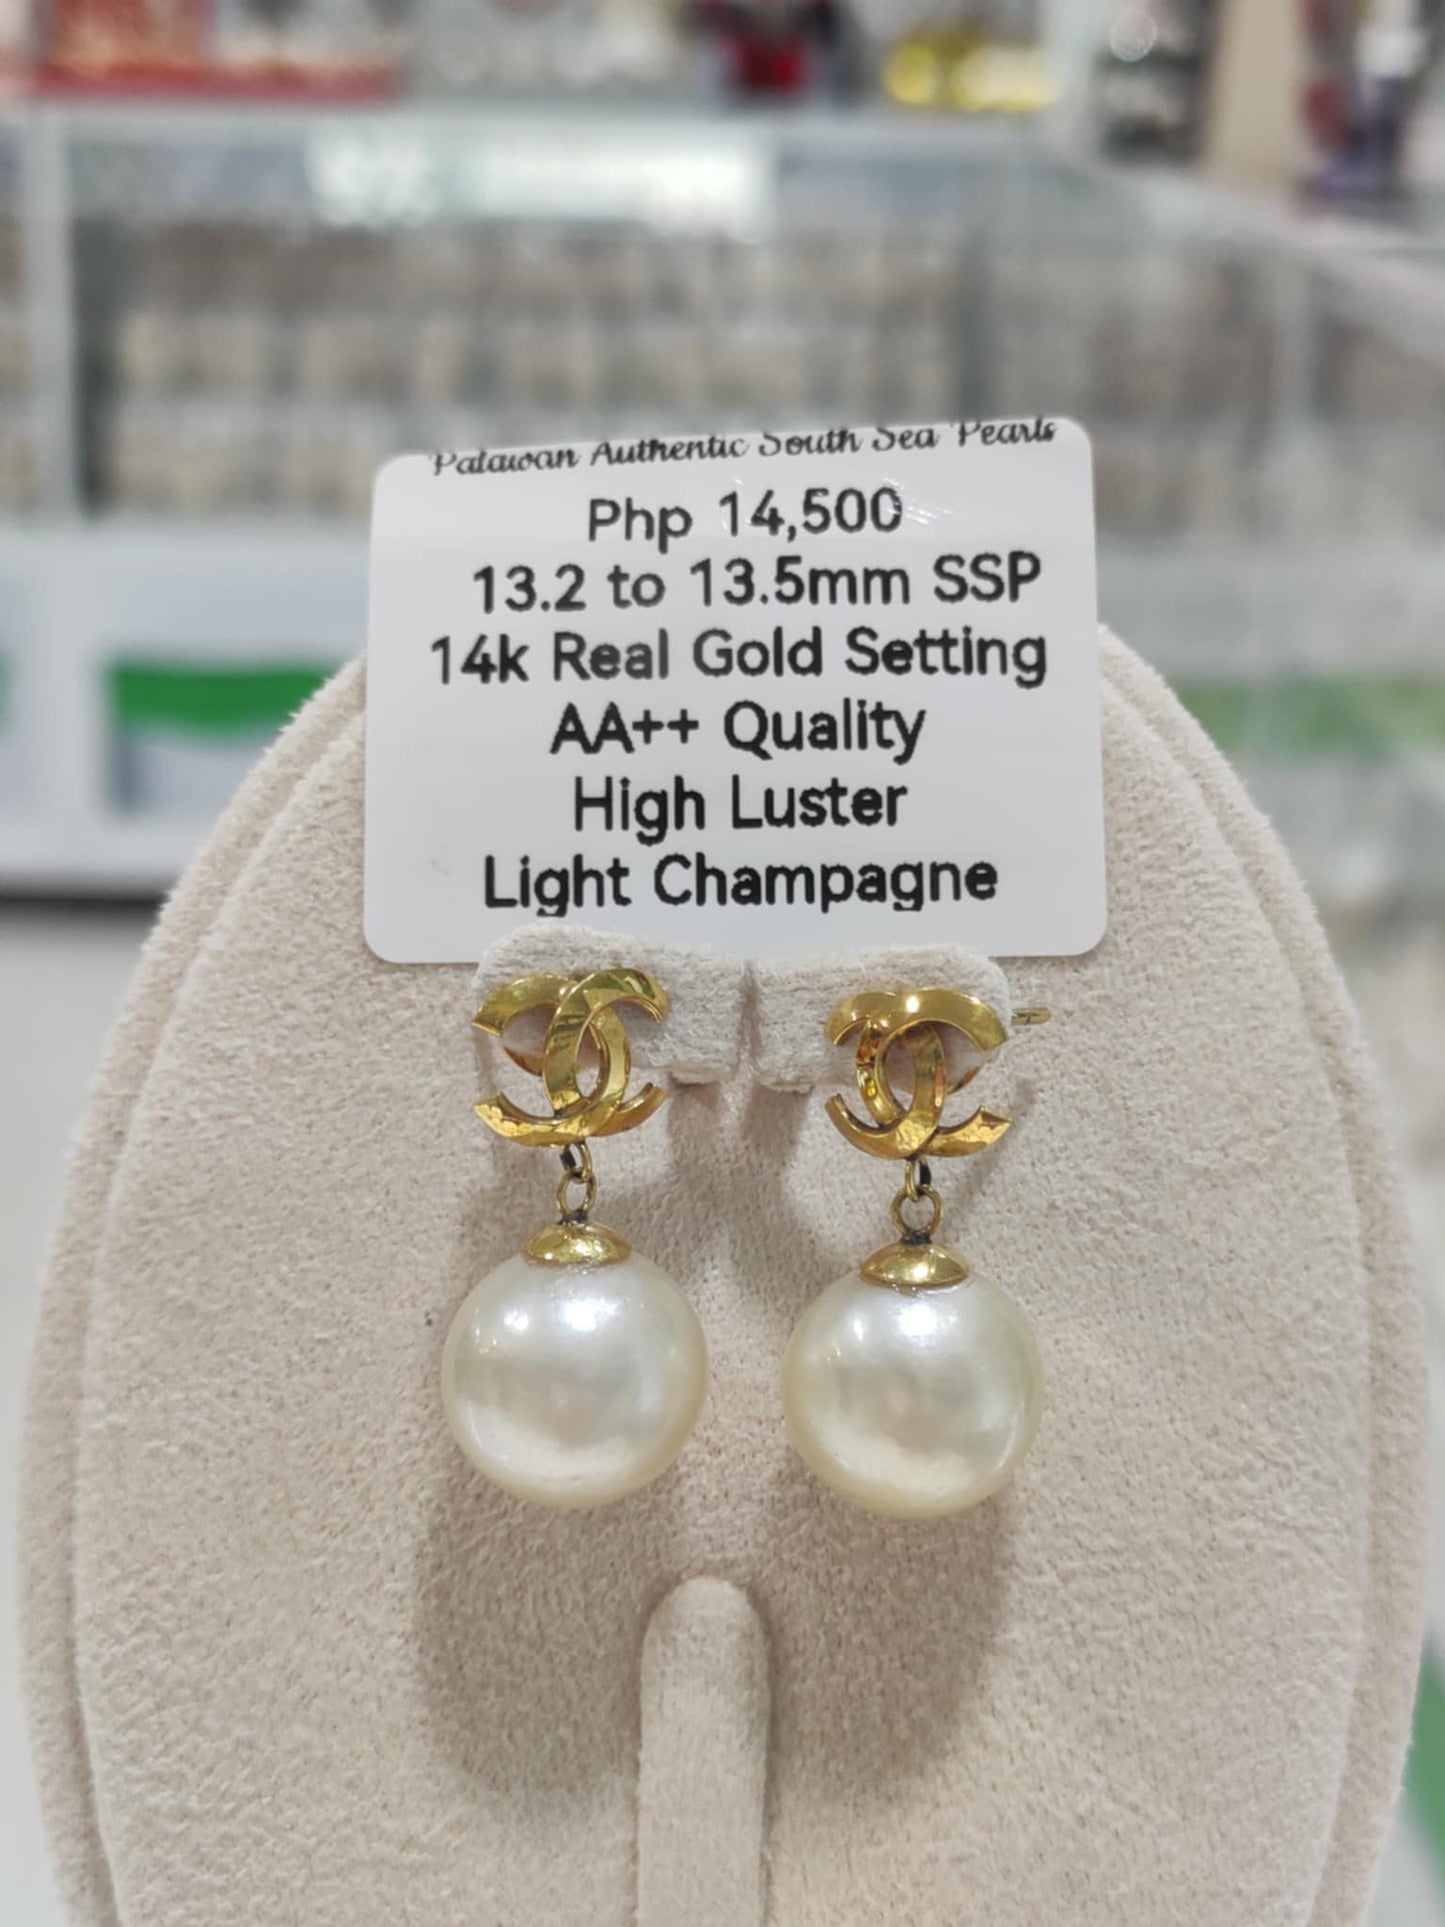 Palawan Authentic South Sea Pearls
Php 14,500
13.2 to 13.5mm SSP
14k Real Gold Setting
AA++ Quality
High Luster
Light Champagne